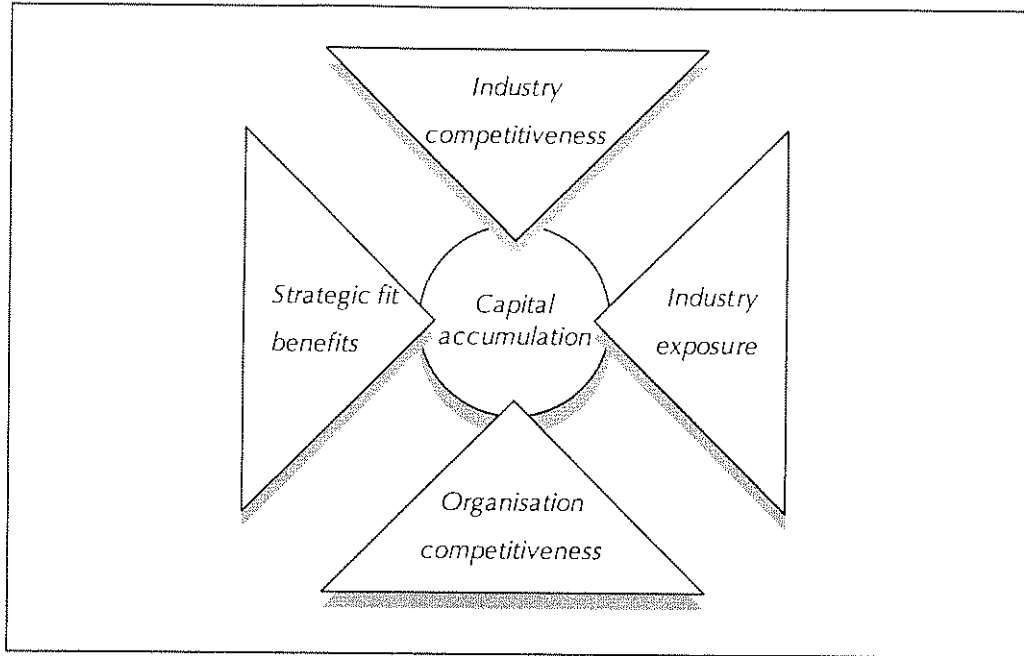 Industry
competitiveness
Strategic fit
benefits
Capital
accumulation
Industry
exposure
Organisation
competitiveness